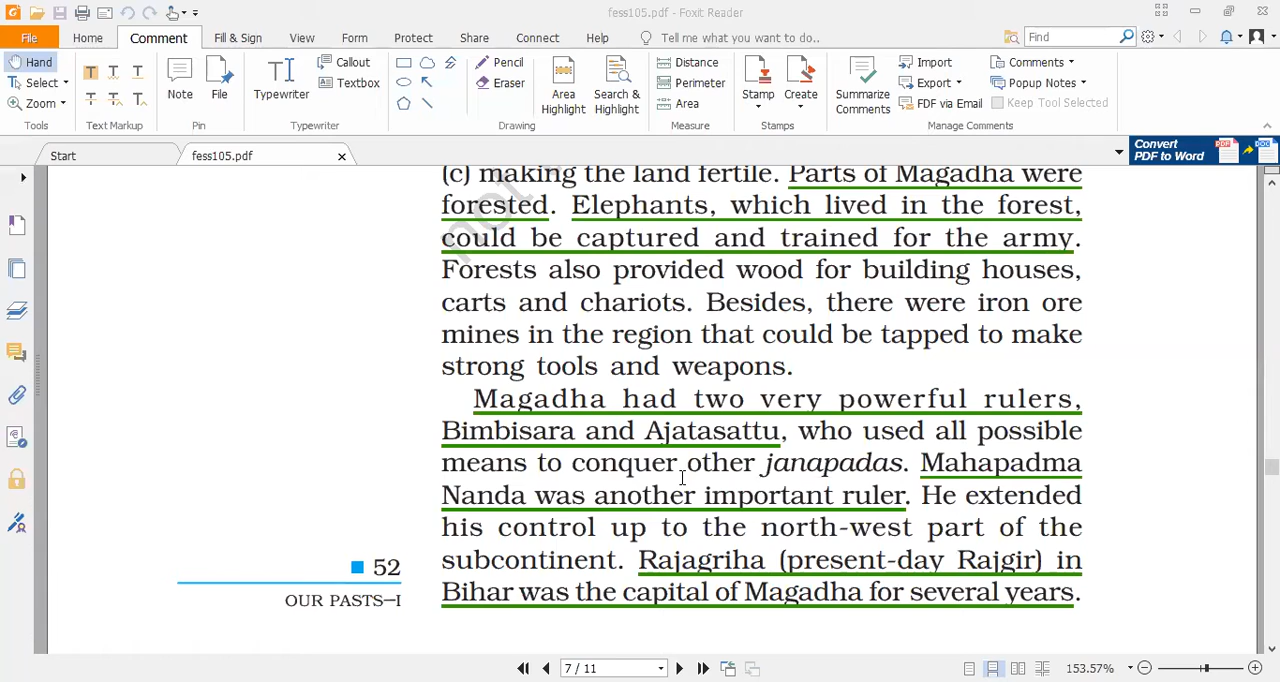 fess105.pdf - Foxit Reader
File Home Comment Fill & Sign View Form Protect Share Connect Help Tell me what you want to do.. Find
Hand
Select
Zoom
Tools
Text Markup
Note
File
Pin
Typewriter
Callout
Textbox
Typewriter
Pencil
Eraser
Area Highlight
Search & Highlight
Drawing
Distance
Perimeter
Area
Measure
Stamp
Create
Stamps
Summarize Comments
Import
Export
FDF via Email
Comments
Popup Notes
Keep Tool Selected
Manage Comments
Start
fess105.pdf
Convert
PDF to Word
(c) making the land fertile. Parts of Magadha were
forested. Elephants, which lived in the forest,
could be captured and trained for the army.
Forests also provided wood for building houses,
carts and chariots. Besides, there were iron ore
mines in the region that could be tapped to make
strong tools and weapons.
Magadha had two very powerful rulers,
Bimbisara and Ajatasattu, who used all possible
means to conquer other janapadas. Mahapadma
Nanda was another important ruler. He extended
his control up to the north-west part of the
subcontinent. Rajagriha (present-day Rajgir) in
Bihar was the capital of Magadha for several years.
52
OUR PASTS–I
not
7 / 11
153.57%